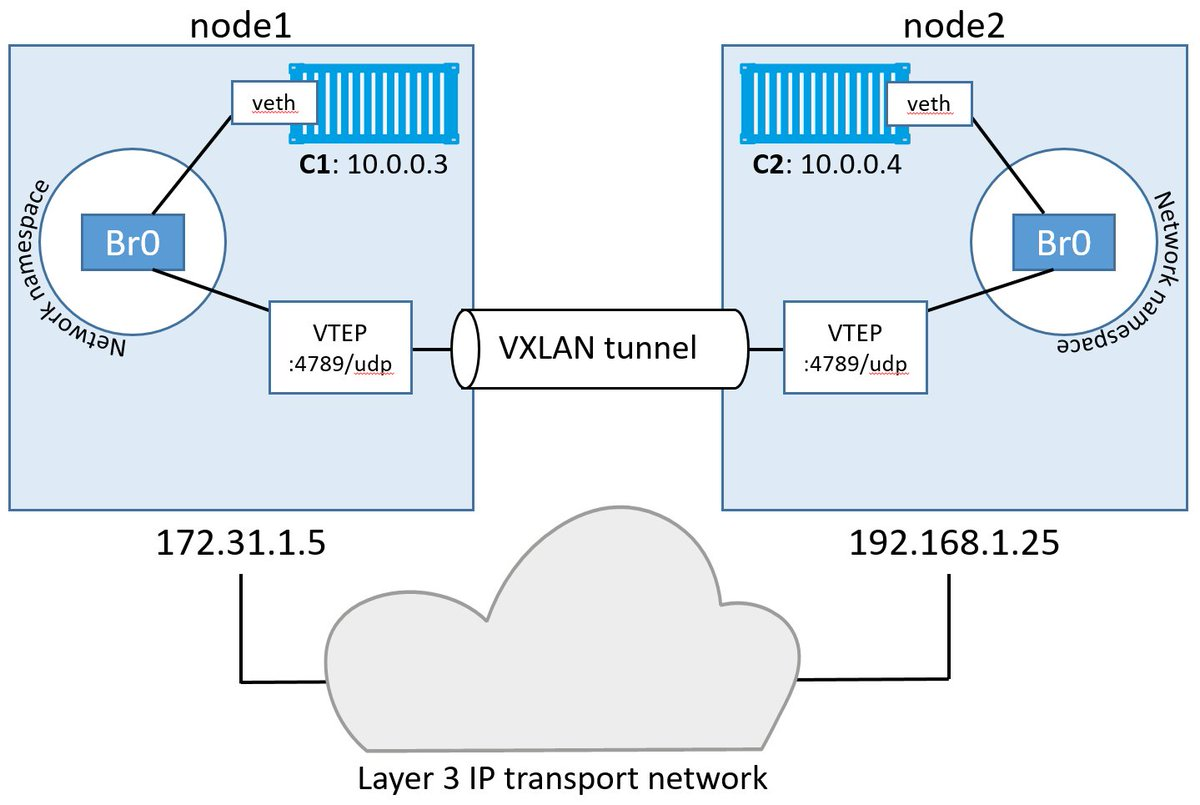 node1
node2
veth
veth
C1: 10.0.0.3
C2: 10.0.0.4
Network namespace
Br0
Br0
Network namespace
VTEP
:4789/udp
VXLAN tunnel
VTEP
:4789/udp
172.31.1.5
192.168.1.25
Layer 3 IP transport network